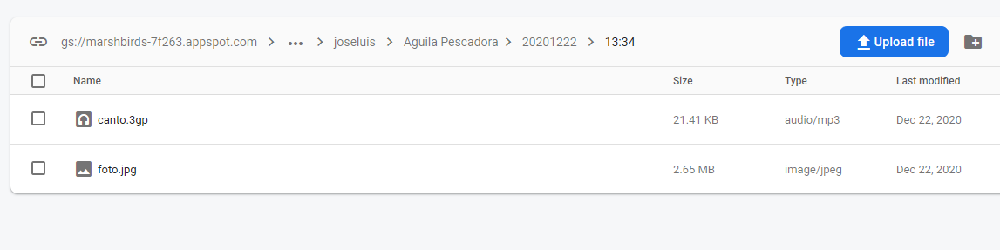 gs://marshbirds-7f263.appspot.com > ••• > joseluis > Aguila Pescadora > 20201222 > 13:34 Upload file
Name Size Type Last modified
canto.3gp 21.41 KB audio/mp3 Dec 22, 2020
foto.jpg 2.65 MB image/jpeg Dec 22, 2020